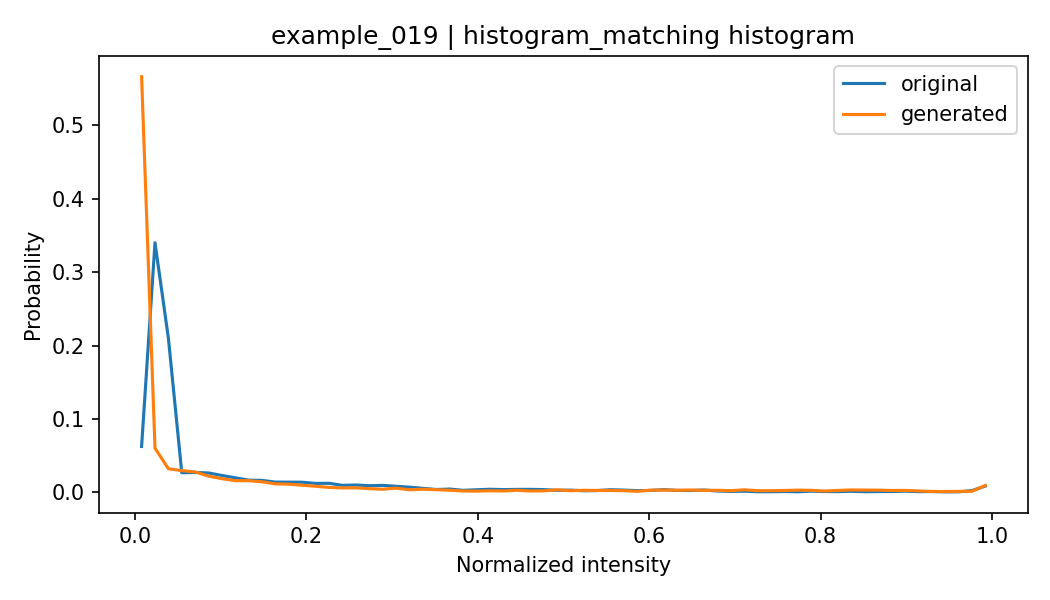 example_019 | histogram_matching histogram
original
generated
Probability
0.5
0.4
0.3
0.2
0.1
0.0
0.0 0.2 0.4 0.6 0.8 1.0
Normalized intensity